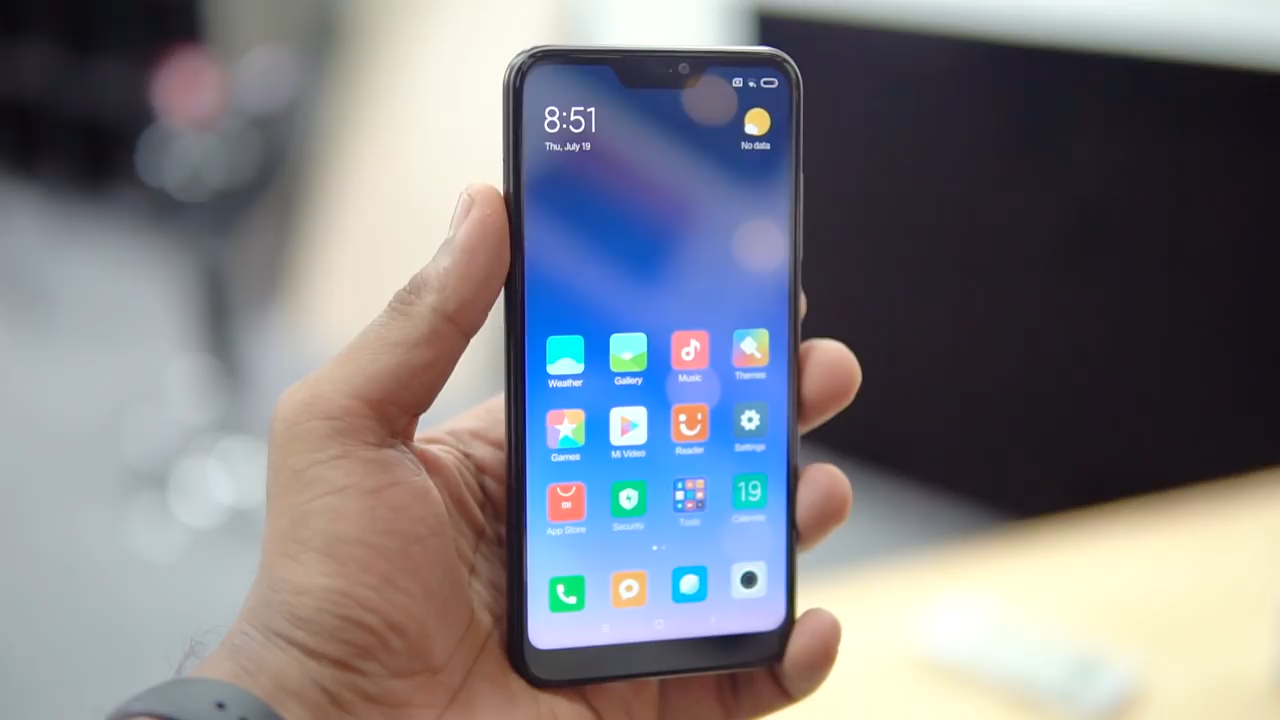 8:51
Thu, July 19
No data
Weather
Gallery
Music
Themes
Games
Mi Video
Reader
Settings
19
mi
App Store
Security
Tools
Calendar